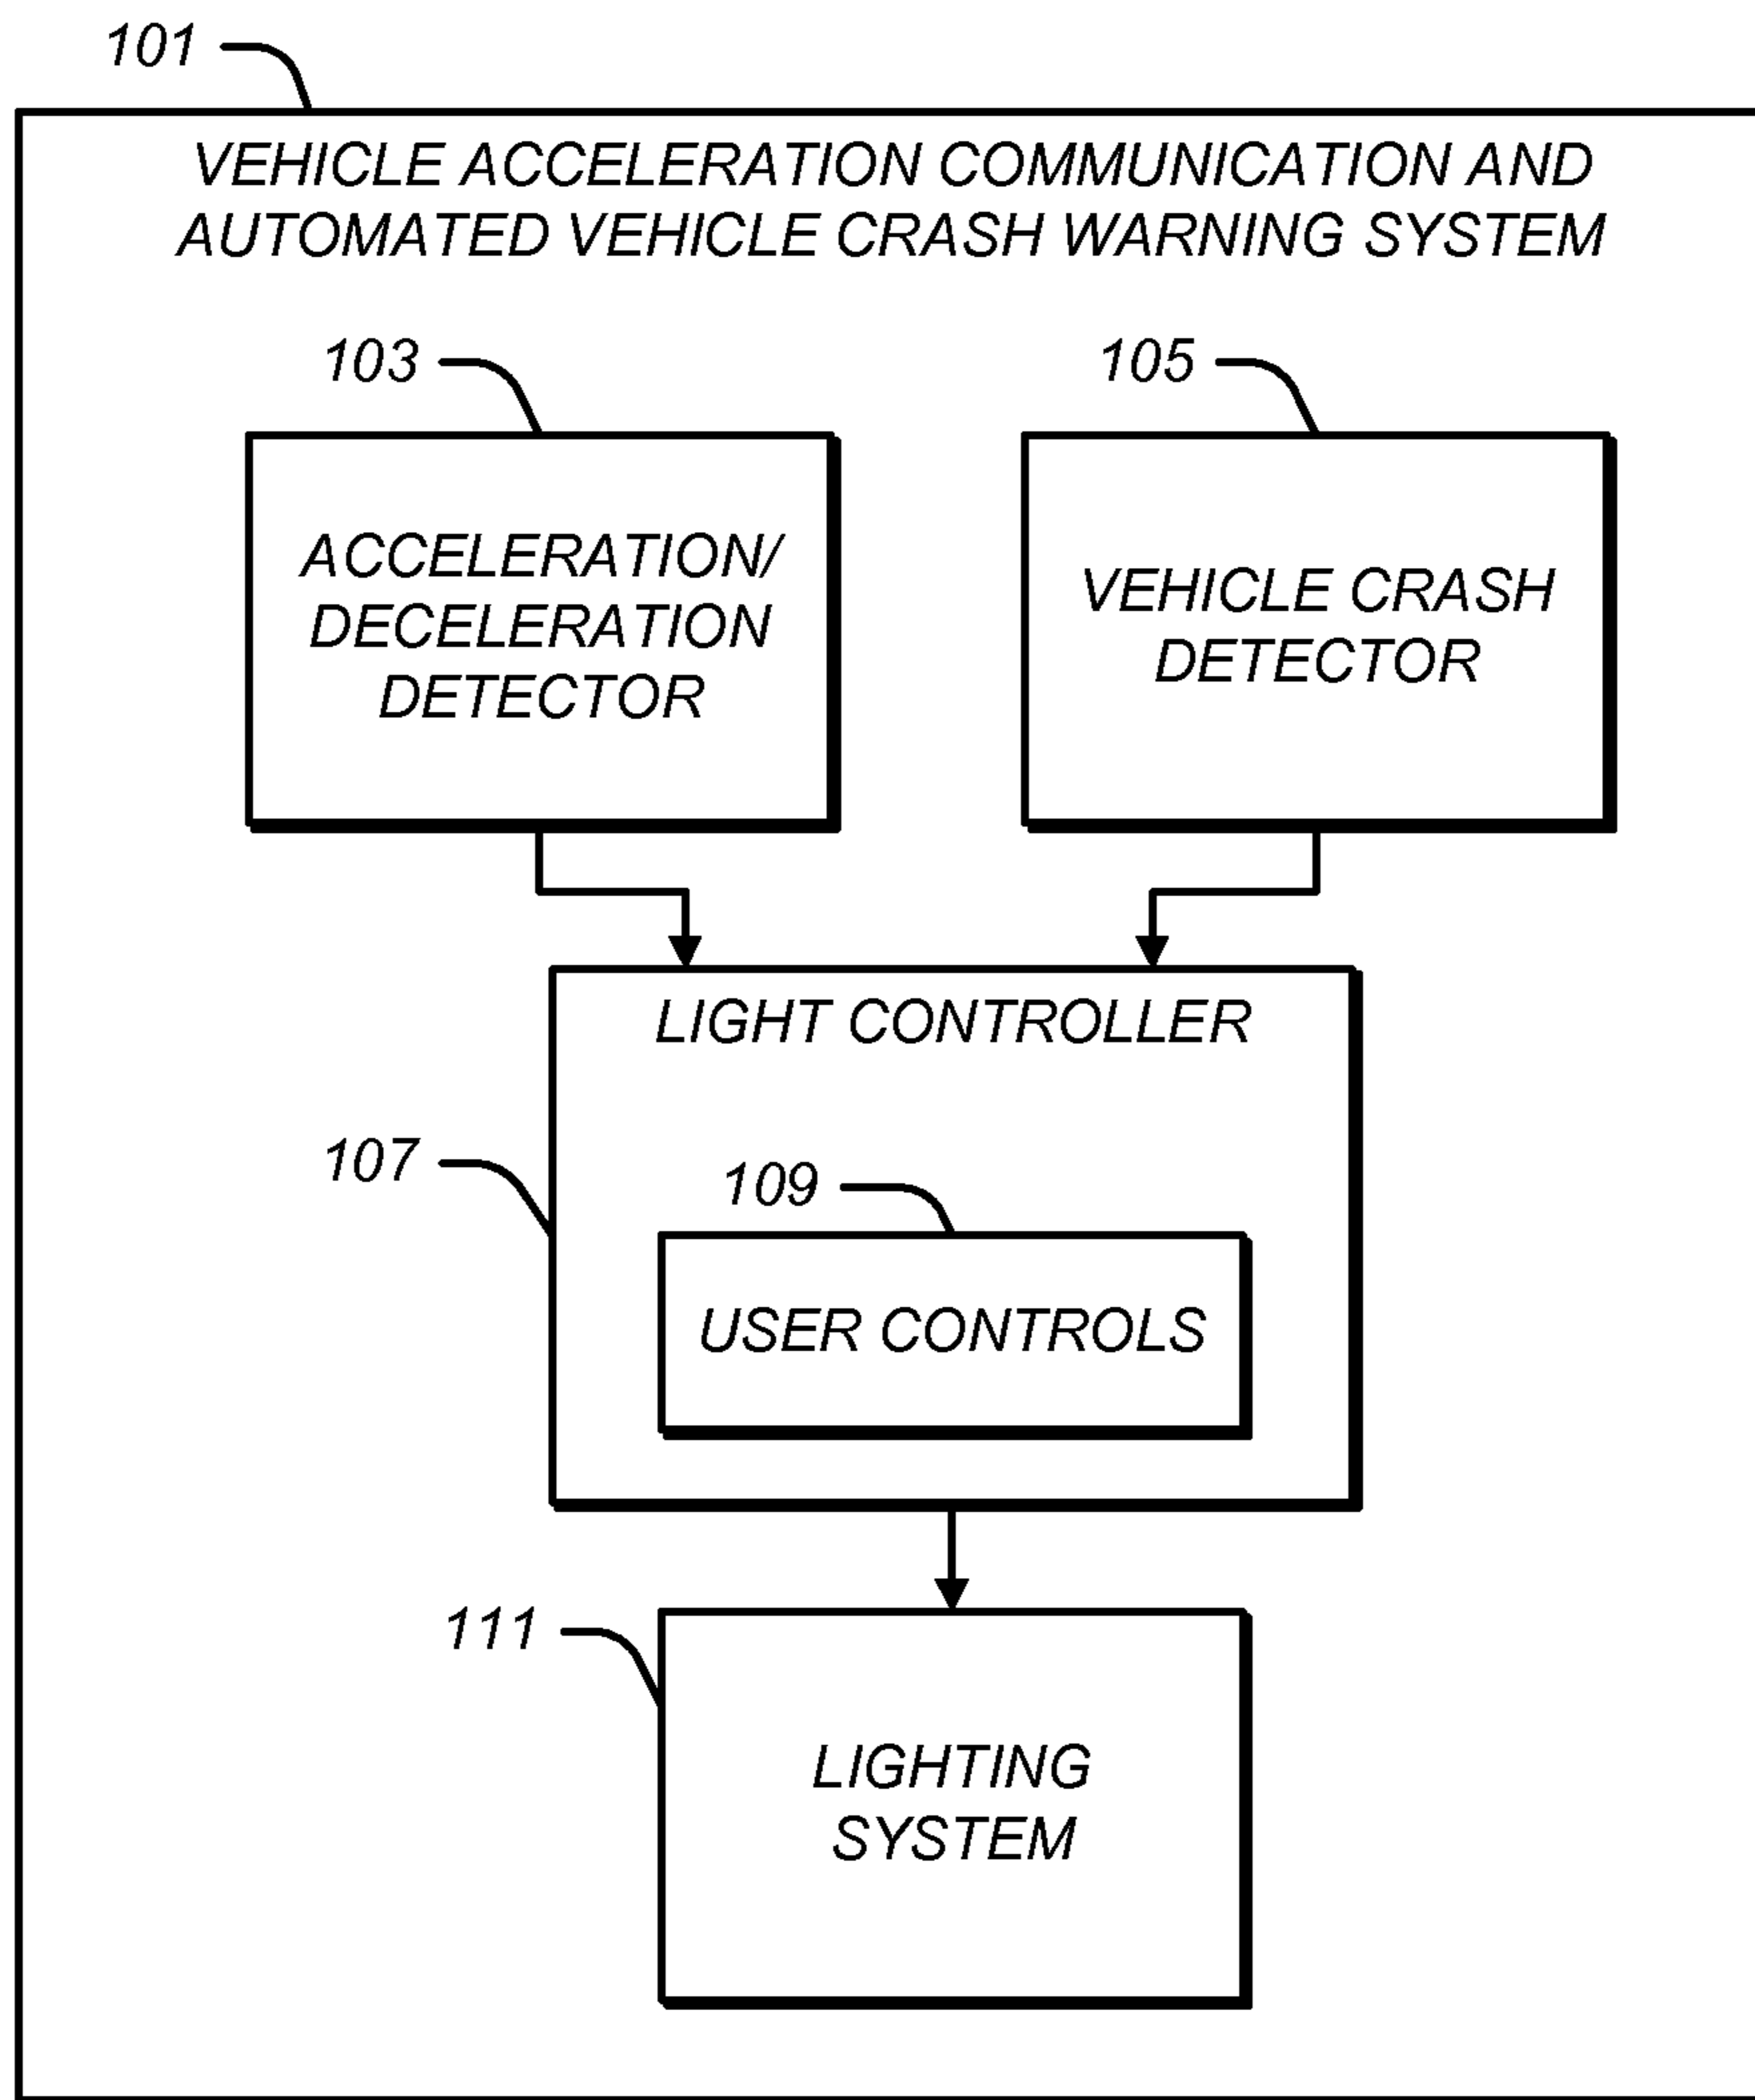 101
VEHICLE ACCELERATION COMMUNICATION AND
AUTOMATED VEHICLE CRASH WARNING SYSTEM
103
105
ACCELERATION/
DECELERATION
DETECTOR
VEHICLE CRASH
DETECTOR
LIGHT CONTROLLER
107
109
USER CONTROLS
111
LIGHTING
SYSTEM